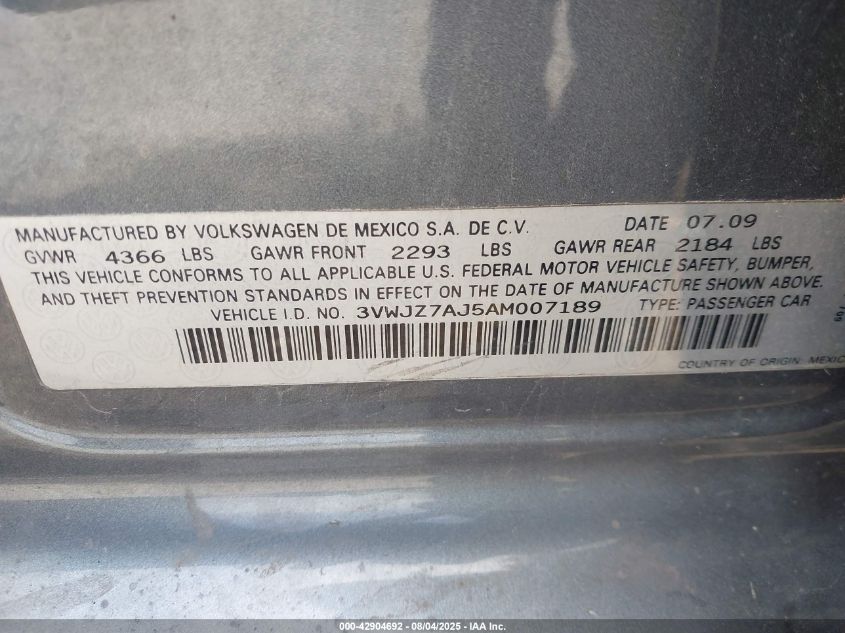 MANUFACTURED BY VOLKSWAGEN DE MEXICO S.A. DE C.V. DATE 07.09
GVWR 4366 LBS GAWR FRONT 2293 LBS GAWR REAR 2184 LBS
THIS VEHICLE CONFORMS TO ALL APPLICABLE U.S. FEDERAL MOTOR VEHICLE SAFETY, BUMPER,
AND THEFT PREVENTION STANDARDS IN EFFECT ON THE DATE OF MANUFACTURE SHOWN ABOVE.
VEHICLE I.D. NO. 3VWJZ7AJ5AM007189 TYPE: PASSENGER CAR
COUNTRY OF ORIGIN: MEXIC
000-42904692 - 08/04/2025 - IAA Inc.